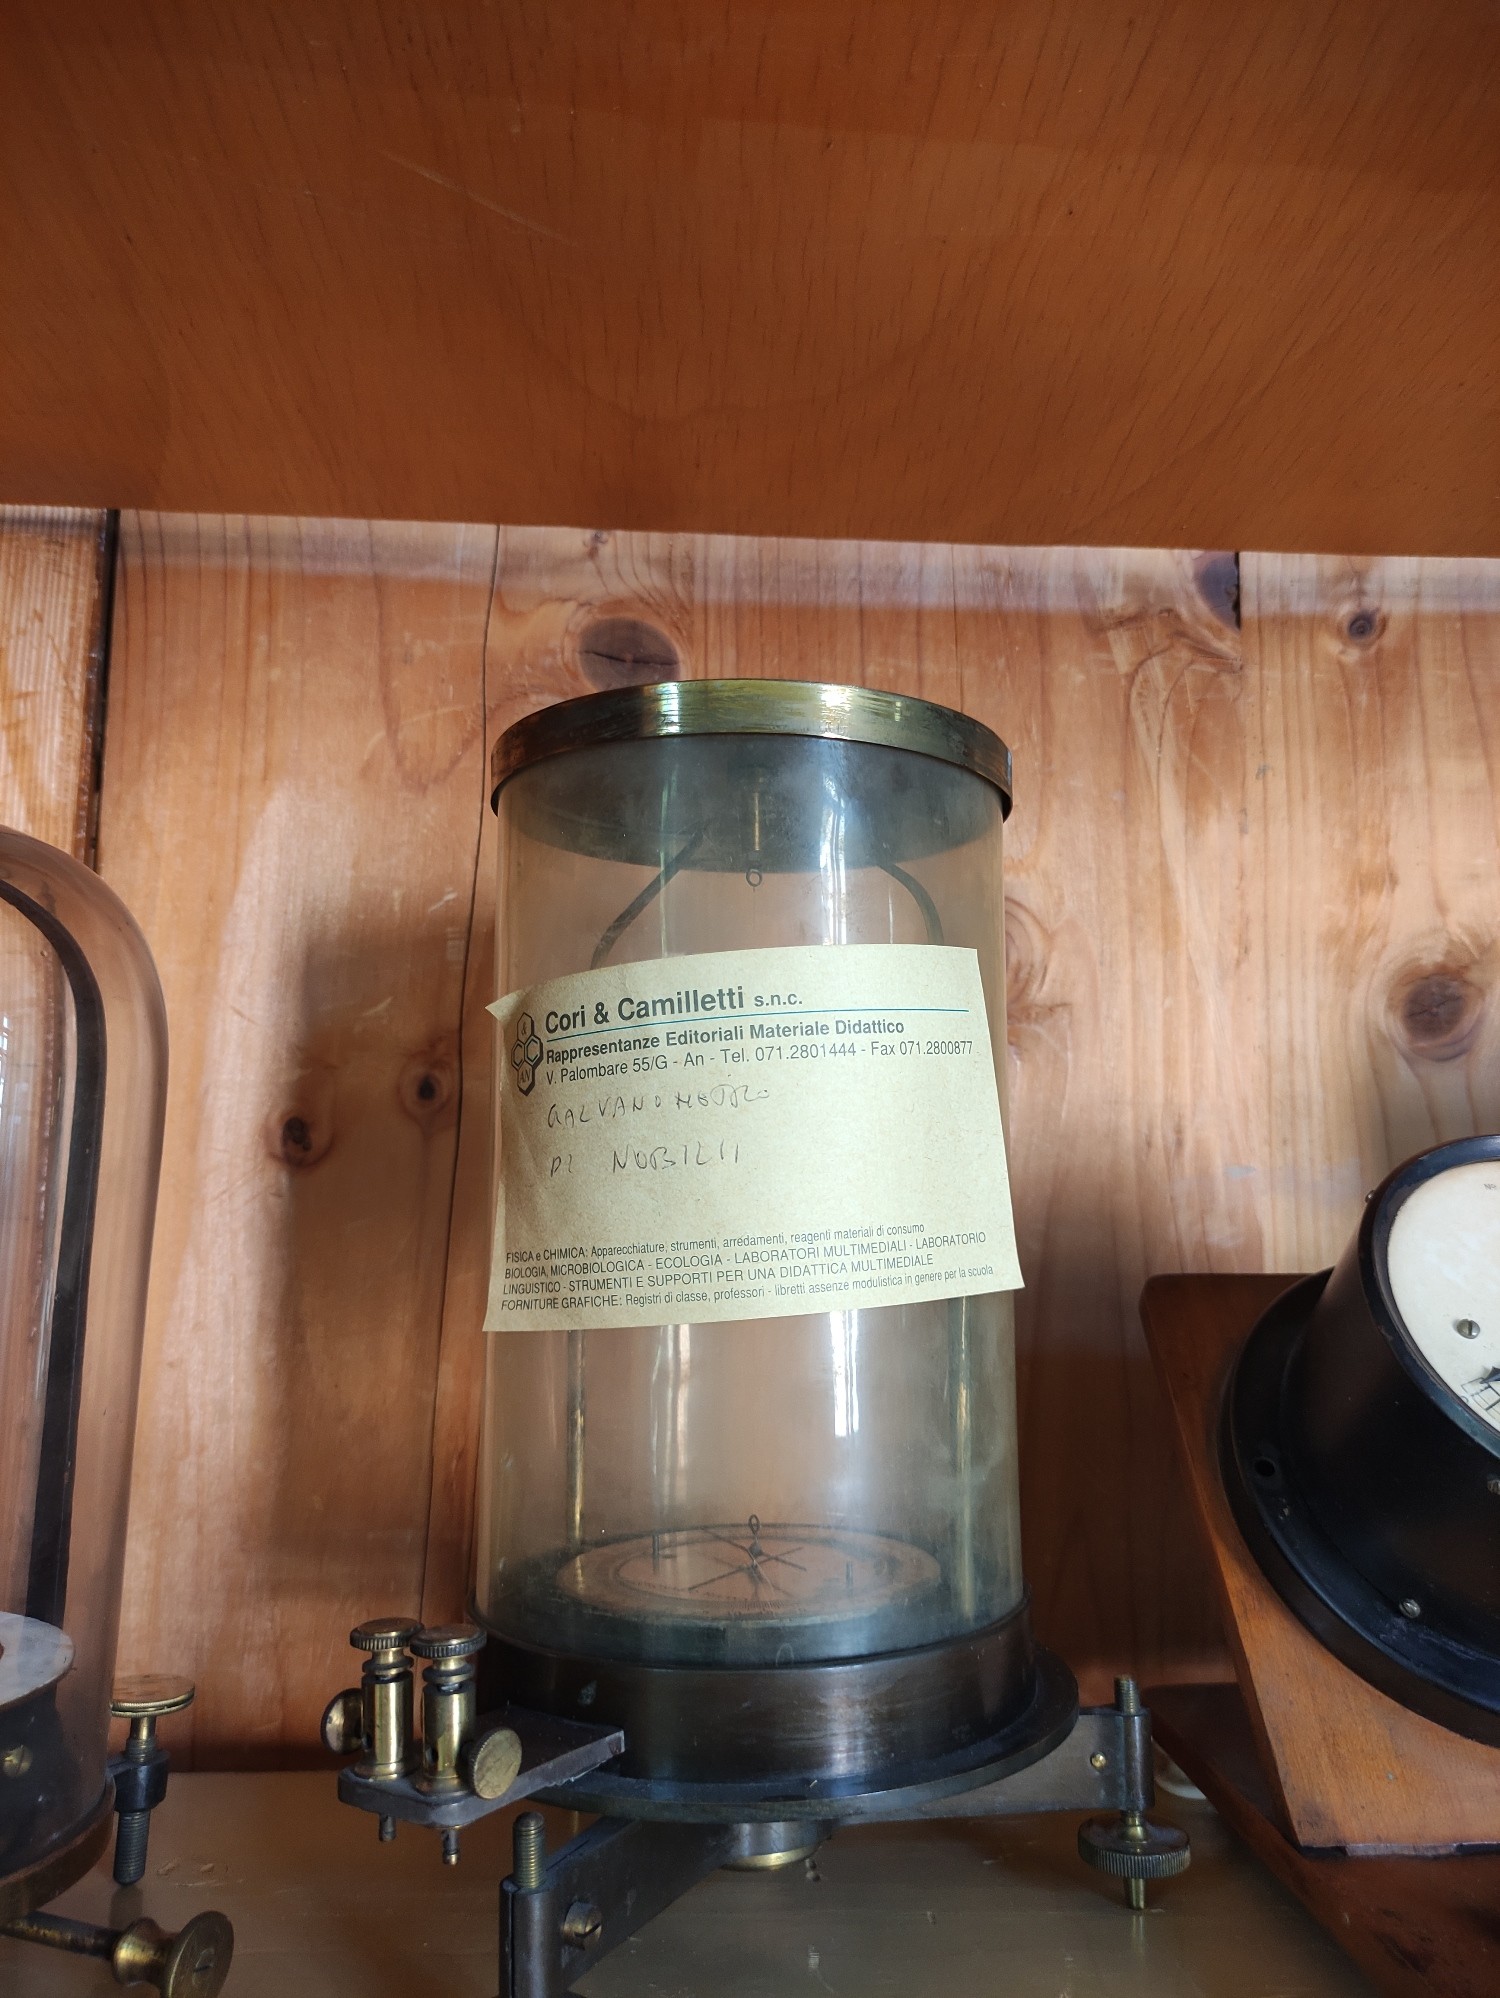 Cori & Camilletti s.n.c.
Rappresentanze Editoriali Materiale Didattico
V. Palombare 55/G - An - Tel. 071.2801444 - Fax 071.2800877
& C C AN
GALVANOMETRO
DI NOBILII
FISICA e CHIMICA: Apparecchiature, strumenti, arredamenti, reagenti materiali di consumo
BIOLOGIA, MICROBIOLOGICA - ECOLOGIA - LABORATORI MULTIMEDIALI - LABORATORIO
LINGUISTICO - STRUMENTI E SUPPORTI PER UNA DIDATTICA MULTIMEDIALE
FORNITURE GRAFICHE: Registri di classe, professori - libretti assenze modulistica in genere per la scuola